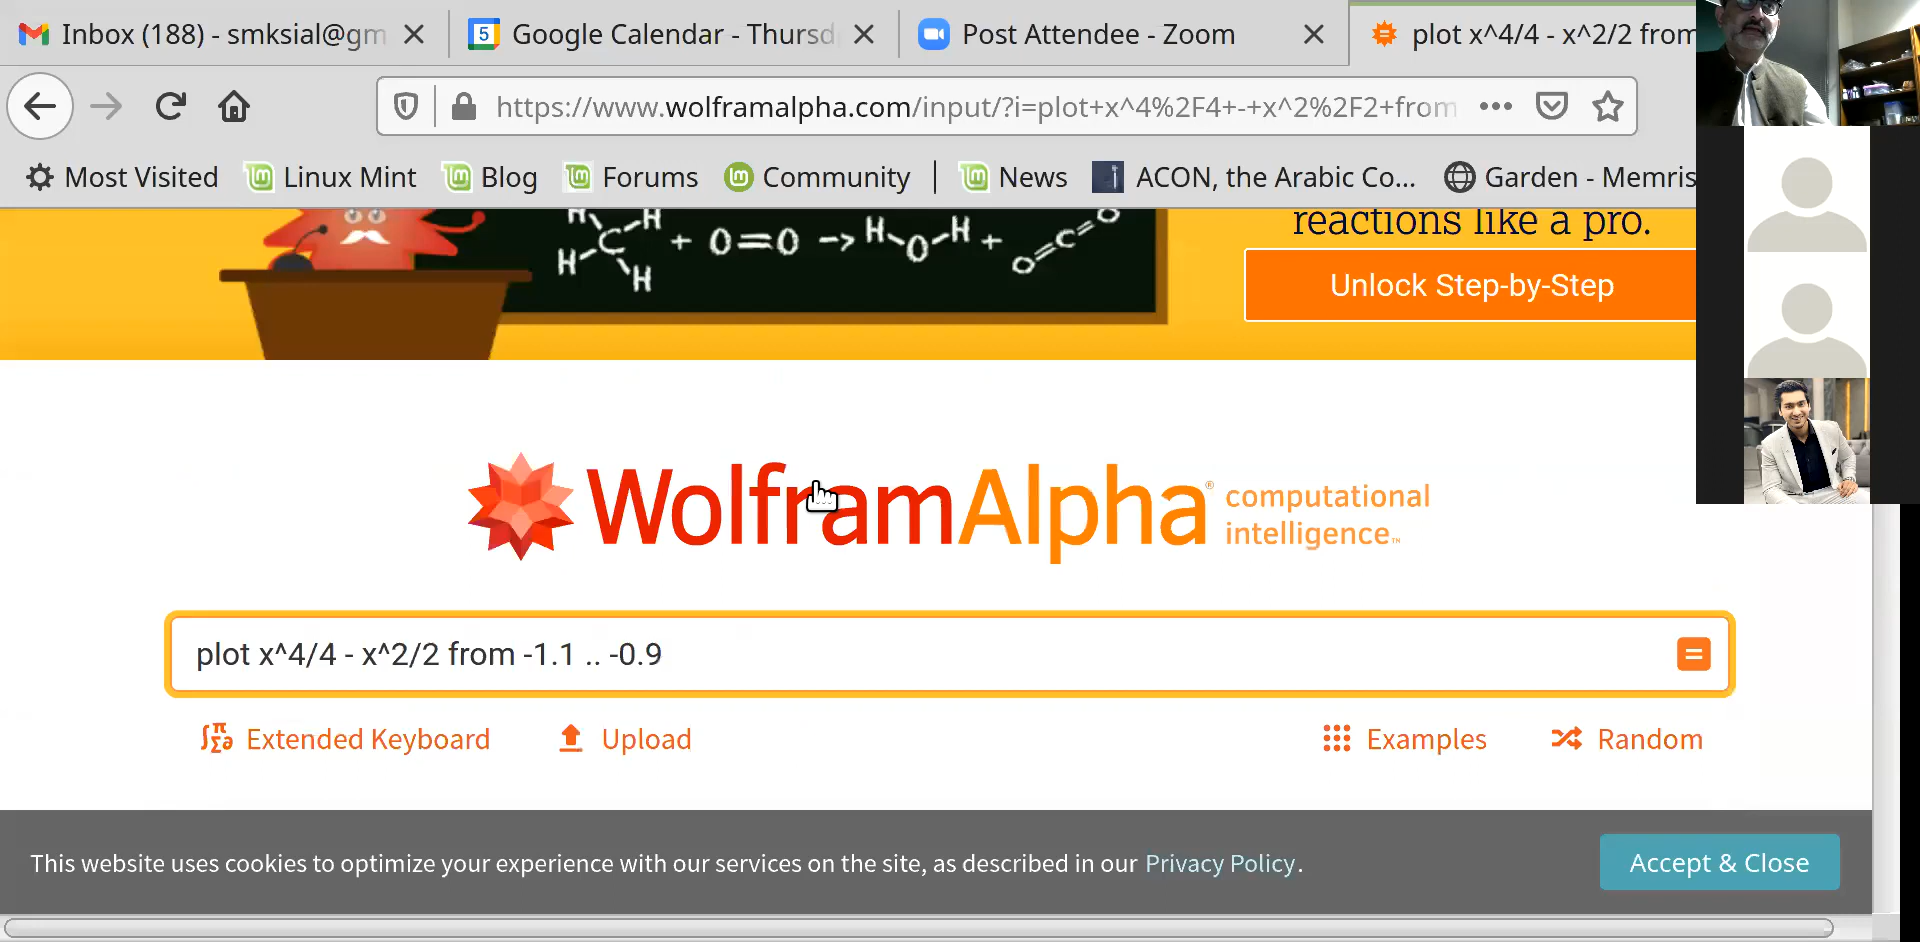 Inbox (188) - smksial@gm
Google Calendar - Thursd
Post Attendee - Zoom
plot x^4/4 - x^2/2 from
https://www.wolframalpha.com/input/?i=plot+x^4%2F4+-+x^2%2F2+from
Most Visited
Linux Mint
Blog
Forums
Community
News
ACON, the Arabic Co...
Garden - Memris
H H C H H + O=O -> H-O-H + O=C=O
reactions like a pro.
Unlock Step-by-Step
WolframAlpha® computational
intelligence™
plot x^4/4 - x^2/2 from -1.1 .. -0.9
=
Extended Keyboard
Upload
Examples
Random
This website uses cookies to optimize your experience with our services on the site, as described in our Privacy Policy.
Accept & Close